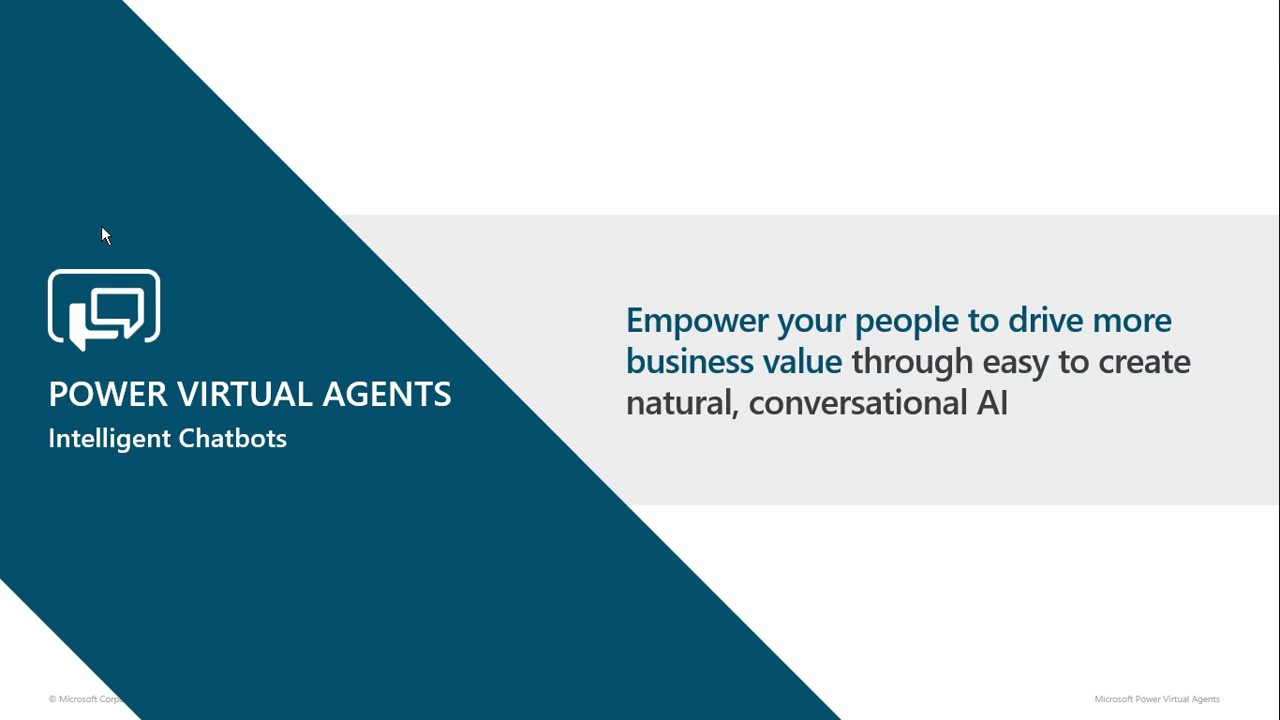 POWER VIRTUAL AGENTS
Intelligent Chatbots
Empower your people to drive more
business value through easy to create
natural, conversational AI
© Microsoft
Microsoft Power Virtual Agents